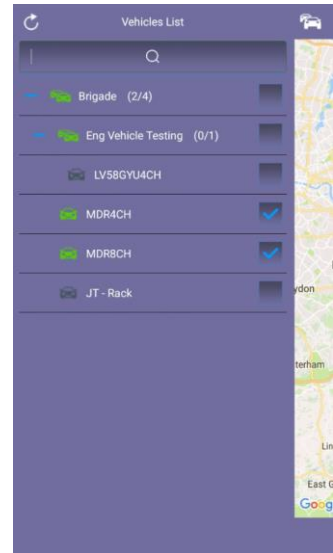 Vehicles List
Brigade (2/4)
Eng Vehicle Testing (0/1)
LV58GYU4CH
MDR4CH
MDR8CH
JT - Rack
ydon
terham
Lin
East G
Goog